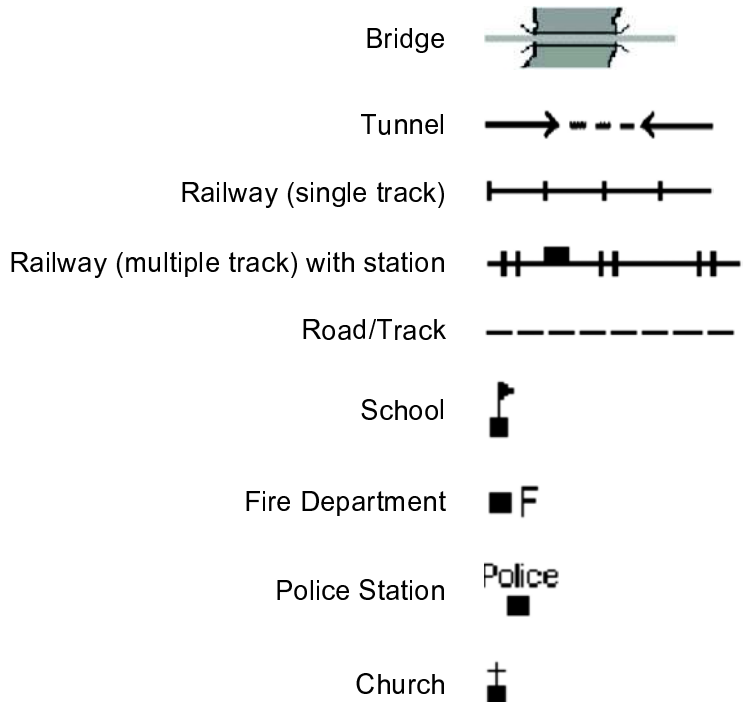 Bridge
Tunnel
Railway (single track)
Railway (multiple track) with station
Road/Track
School
Fire Department
F
Police Station
Police
Church